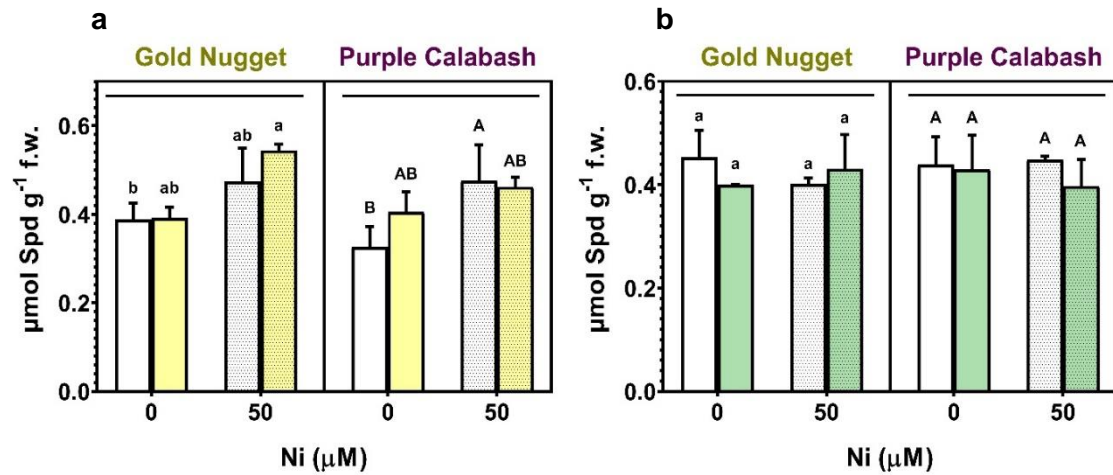 a
Gold Nugget Purple Calabash
µmol Spd g⁻¹ f.w.
0.6
0.4
0.2
0.0
b ab ab a B AB A AB
0 50 0 50
Ni (µM)
b
Gold Nugget Purple Calabash
µmol Spd g⁻¹ f.w.
0.6
0.4
0.2
0.0
a a a a A A A A
0 50 0 50
Ni (µM)